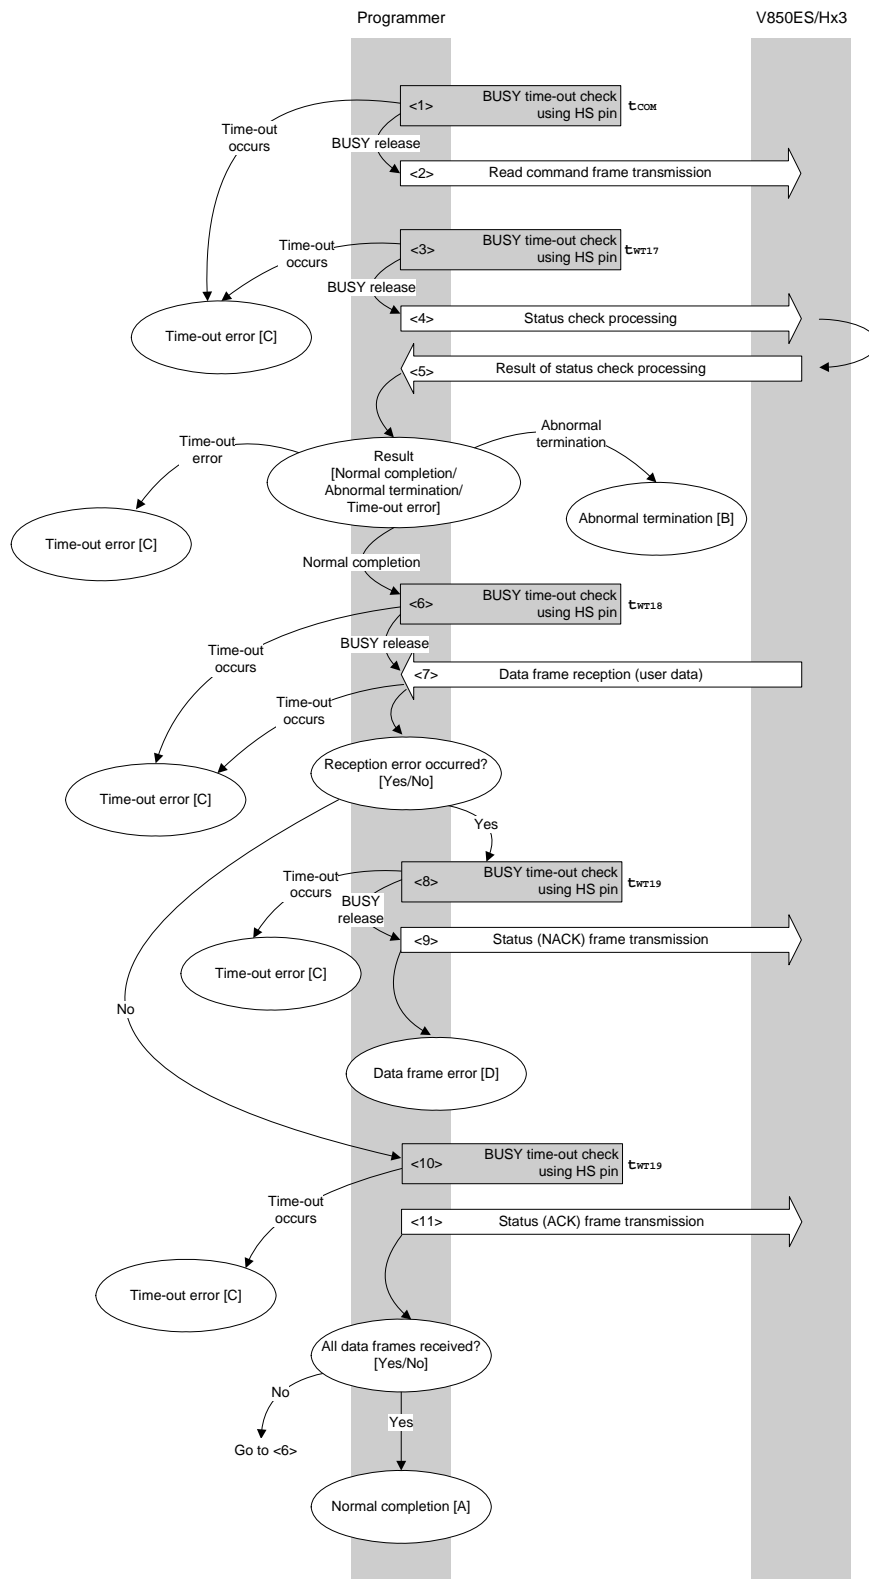 Programmer
V850ES/Hx3
<1>
BUSY time-out check
using HS pin
tCOM
Time-out
occurs
BUSY release
<2>
Read command frame transmission
<3>
BUSY time-out check
using HS pin
tWT17
Time-out
occurs
BUSY release
<4>
Status check processing
Time-out error [C]
<5>
Result of status check processing
Time-out
error
Abnormal
termination
Result
[Normal completion/
Abnormal termination/
Time-out error]
Abnormal termination [B]
Time-out error [C]
Normal completion
<6>
BUSY time-out check
using HS pin
tWT18
BUSY release
Time-out
occurs
<7>
Data frame reception (user data)
Time-out
occurs
Reception error occurred?
[Yes/No]
Time-out error [C]
Yes
<8>
BUSY time-out check
using HS pin
tWT19
Time-out
occurs
BUSY
release
<9>
Status (NACK) frame transmission
Time-out error [C]
No
Data frame error [D]
<10>
BUSY time-out check
using HS pin
tWT19
Time-out
occurs
<11>
Status (ACK) frame transmission
Time-out error [C]
All data frames received?
[Yes/No]
No
Yes
Go to <6>
Normal completion [A]